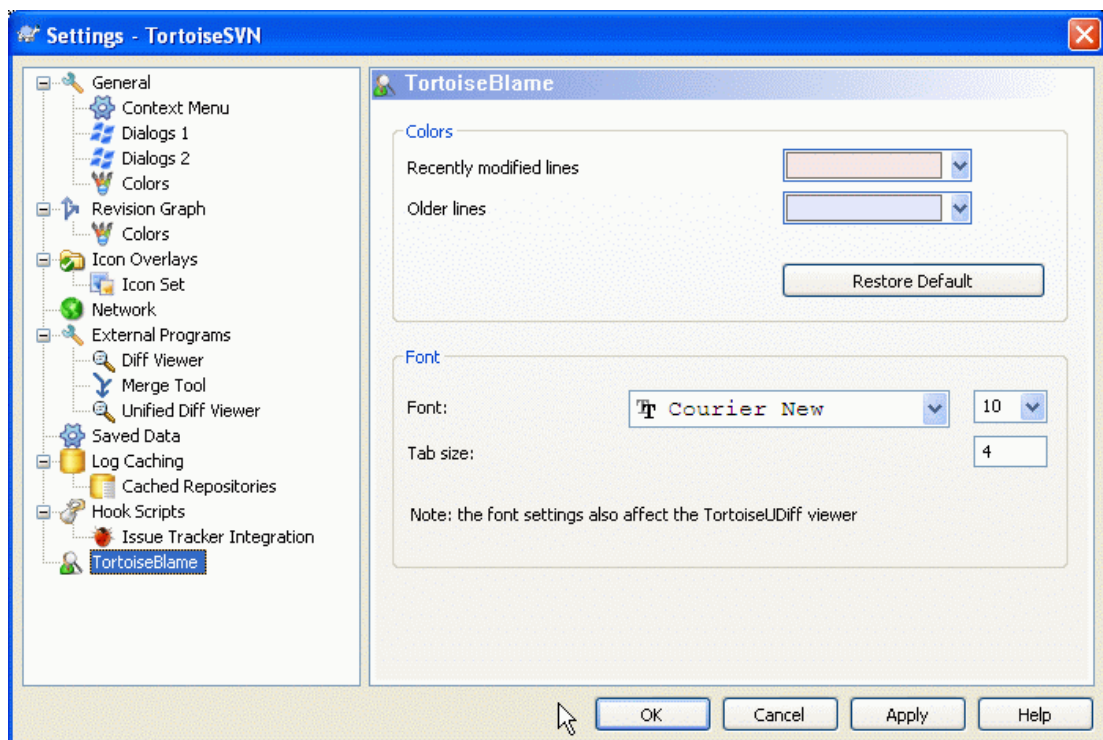 Settings - TortoiseSVN
General
Context Menu
Dialogs 1
Dialogs 2
Colors
Revision Graph
Colors
Icon Overlays
Icon Set
Network
External Programs
Diff Viewer
Merge Tool
Unified Diff Viewer
Saved Data
Log Caching
Cached Repositories
Hook Scripts
Issue Tracker Integration
TortoiseBlame
TortoiseBlame
Colors
Recently modified lines
Older lines
Restore Default
Font
Font: Courier New 10
Tab size: 4
Note: the font settings also affect the TortoiseUDiff viewer
OK Cancel Apply Help